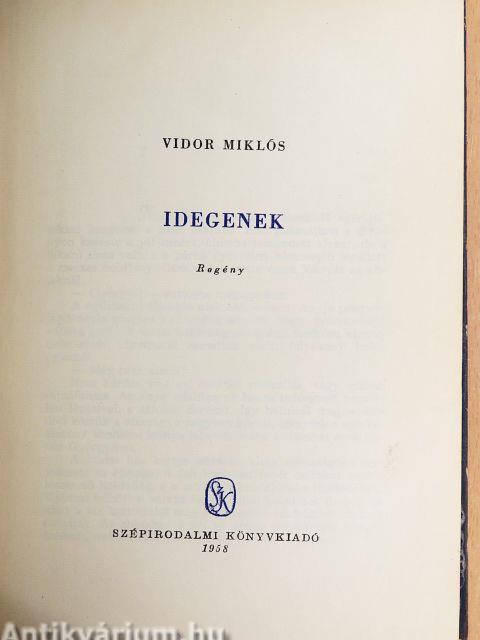 VIDOR MIKLÓS
IDEGENEK
Regény
SzK
SZÉPIRODALMI KÖNYVKIADÓ
1958
Antikvárium.hu